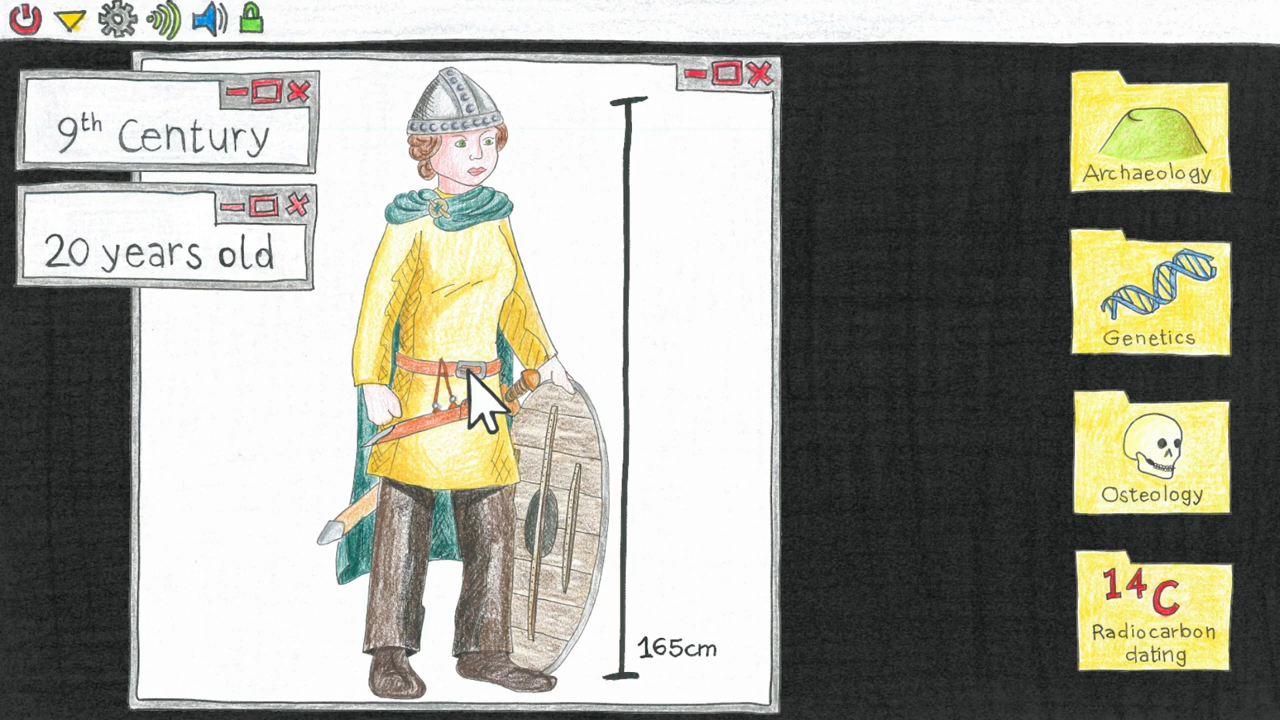 9th Century
20 years old
165cm
Archaeology
Genetics
Osteology
14C
Radiocarbon
dating